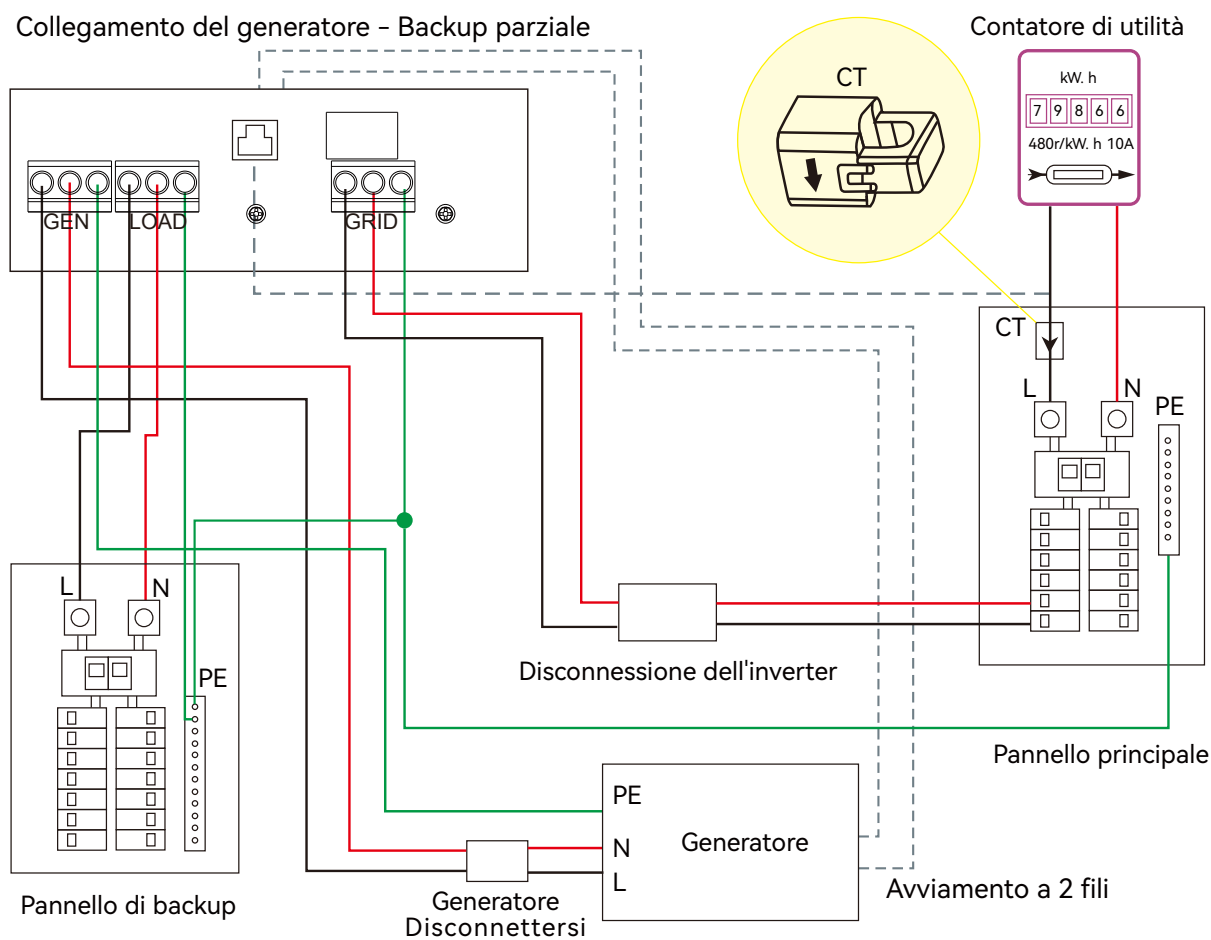 Collegamento del generatore - Backup parziale
Contatore di utilità
CT
kW. h
7 9 8 6 6
480r/kW. h 10A
GEN LOAD GRID
CT
L N
PE
L N
PE
Disconnessione dell'inverter
Pannello principale
PE
N
L
Generatore
Avviamento a 2 fili
Pannello di backup
Generatore
Disconnettersi